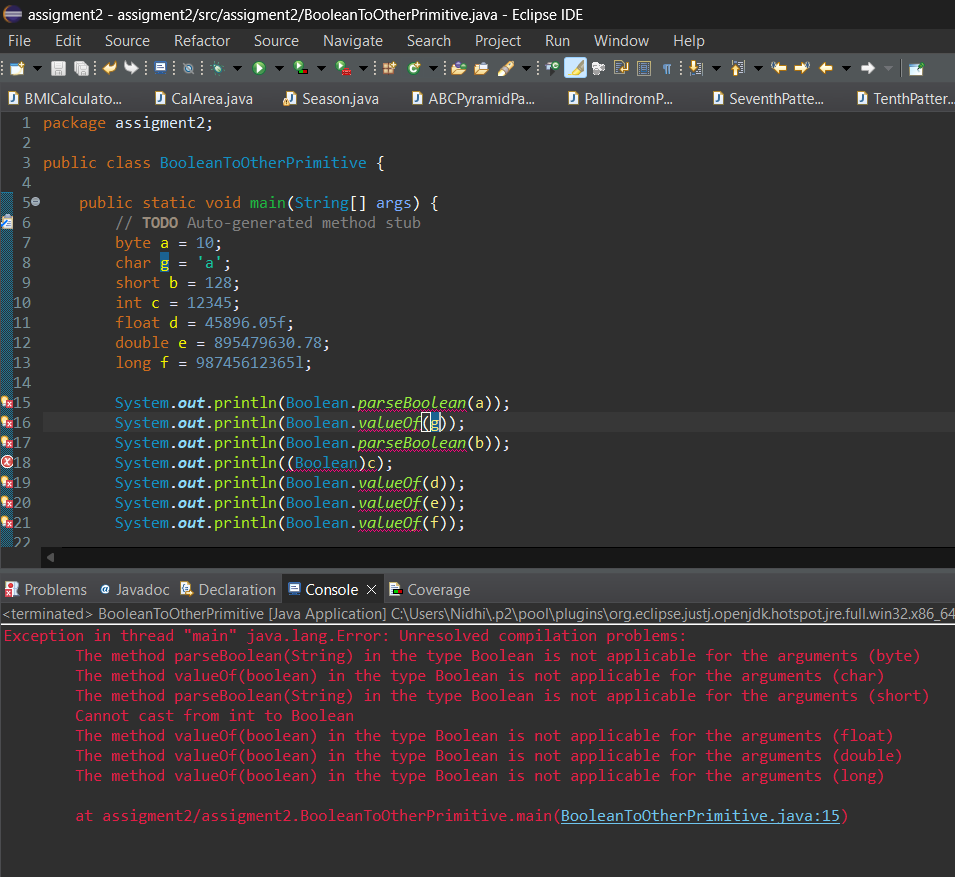 assigment2 - assigment2/src/assigment2/BooleanToOtherPrimitive.java - Eclipse IDE
File Edit Source Refactor Source Navigate Search Project Run Window Help
BMICalculato... CalArea.java Season.java ABCPyramidPa... PallindromP... SeventhPatte... TenthPatter...
1 package assigment2;
2
3 public class BooleanToOtherPrimitive {
4
5 public static void main(String[] args) {
6 // TODO Auto-generated method stub
7 byte a = 10;
8 char g = 'a';
9 short b = 128;
10 int c = 12345;
11 float d = 45896.05f;
12 double e = 895479630.78;
13 long f = 98745612365l;
14
15 System.out.println(Boolean.parseBoolean(a));
16 System.out.println(Boolean.valueOf(g));
17 System.out.println(Boolean.parseBoolean(b));
18 System.out.println((Boolean)c);
19 System.out.println(Boolean.valueOf(d));
20 System.out.println(Boolean.valueOf(e));
21 System.out.println(Boolean.valueOf(f));
22
Problems Javadoc Declaration Console Coverage
<terminated> BooleanToOtherPrimitive [Java Application] C:\Users\Nidhi\.p2\pool\plugins\org.eclipse.justj.openjdk.hotspot.jre.full.win32.x86_64
Exception in thread "main" java.lang.Error: Unresolved compilation problems:
The method parseBoolean(String) in the type Boolean is not applicable for the arguments (byte)
The method valueOf(boolean) in the type Boolean is not applicable for the arguments (char)
The method parseBoolean(String) in the type Boolean is not applicable for the arguments (short)
Cannot cast from int to Boolean
The method valueOf(boolean) in the type Boolean is not applicable for the arguments (float)
The method valueOf(boolean) in the type Boolean is not applicable for the arguments (double)
The method valueOf(boolean) in the type Boolean is not applicable for the arguments (long)
at assigment2/assigment2.BooleanToOtherPrimitive.main(BooleanToOtherPrimitive.java:15)